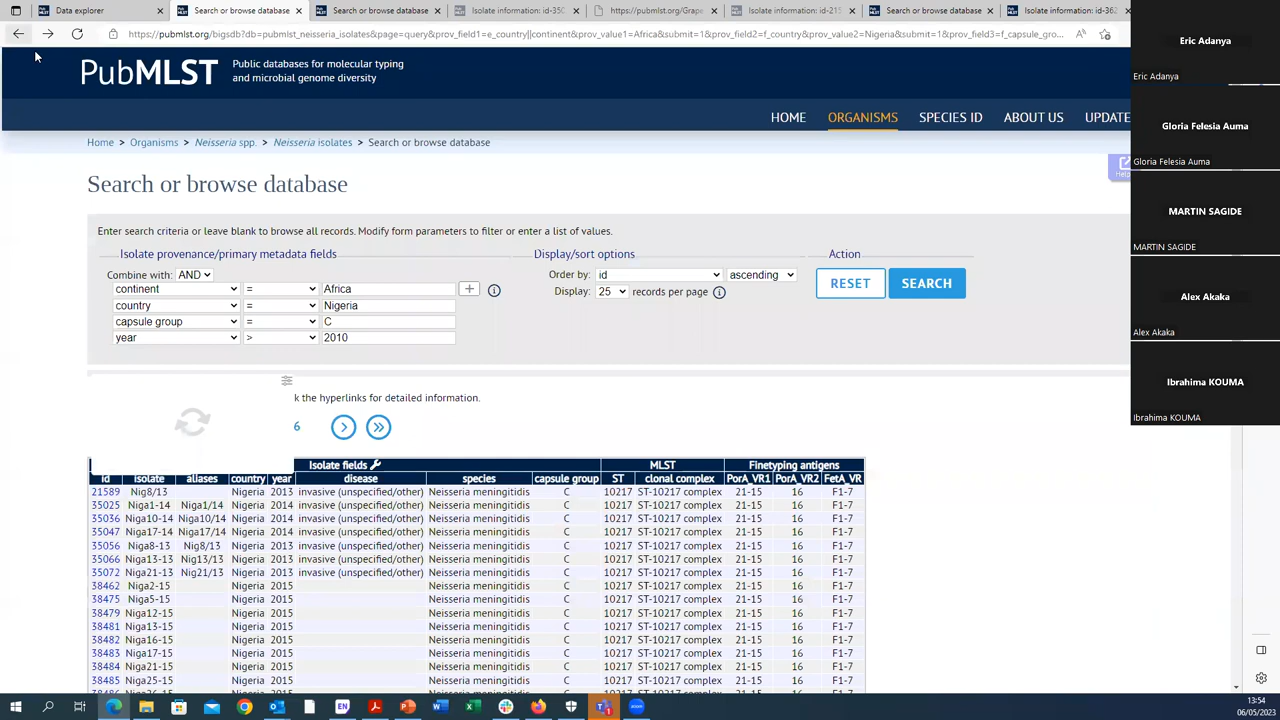 Data explorer
Search or browse database
Search or browse database
Isolate information: id-350
https://pubmlst.org/Grape
Isolate information: id-215
Search or browse database
Isolate information: id-362
https://pubmlst.org/bigsdb?db=pubmlst_neisseria_isolates&page=query&prov_field1=e_country||continent&prov_value1=Africa&submit=1&prov_field2=f_country&prov_value2=Nigeria&submit=1&prov_field3=f_capsule_gro...
PubMLST
Public databases for molecular typing
and microbial genome diversity
HOME ORGANISMS SPECIES ID ABOUT US UPDATE
Home > Organisms > Neisseria spp. > Neisseria isolates > Search or browse database
Help
Search or browse database
Enter search criteria or leave blank to browse all records. Modify form parameters to filter or enter a list of values.
Isolate provenance/primary metadata fields
Combine with: AND
continent = Africa +
country = Nigeria
capsule group = C
year > 2010
Display/sort options
Order by: id ascending
Display: 25 records per page
Action
RESET SEARCH
k the hyperlinks for detailed information.
6
Isolate fields MLST Finetyping antigens
id isolate aliases country year disease species capsule group ST clonal complex PorA_VR1 PorA_VR2 FetA_VR
21589 Nig8/13 Nigeria 2013 invasive (unspecified/other) Neisseria meningitidis C 10217 ST-10217 complex 21-15 16 F1-7
35025 Niga1-14 Niga1/14 Nigeria 2014 invasive (unspecified/other) Neisseria meningitidis C 10217 ST-10217 complex 21-15 16 F1-7
35036 Niga10-14 Niga10/14 Nigeria 2014 invasive (unspecified/other) Neisseria meningitidis C 10217 ST-10217 complex 21-15 16 F1-7
35047 Niga17-14 Niga17/14 Nigeria 2014 invasive (unspecified/other) Neisseria meningitidis C 10217 ST-10217 complex 21-15 16 F1-7
35056 Niga8-13 Nig8/13 Nigeria 2013 invasive (unspecified/other) Neisseria meningitidis C 10217 ST-10217 complex 21-15 16 F1-7
35066 Niga13-13 Nig13/13 Nigeria 2013 invasive (unspecified/other) Neisseria meningitidis C 10217 ST-10217 complex 21-15 16 F1-7
35072 Niga21-13 Nig21/13 Nigeria 2013 invasive (unspecified/other) Neisseria meningitidis C 10217 ST-10217 complex 21-15 16 F1-7
38462 Niga2-15 Nigeria 2015 Neisseria meningitidis C 10217 ST-10217 complex 21-15 16 F1-7
38475 Niga5-15 Nigeria 2015 Neisseria meningitidis C 10217 ST-10217 complex 21-15 16 F1-7
38479 Niga12-15 Nigeria 2015 Neisseria meningitidis C 10217 ST-10217 complex 21-15 16 F1-7
38481 Niga13-15 Nigeria 2015 Neisseria meningitidis C 10217 ST-10217 complex 21-15 16 F1-7
38482 Niga16-15 Nigeria 2015 Neisseria meningitidis C 10217 ST-10217 complex 21-15 16 F1-7
38483 Niga17-15 Nigeria 2015 Neisseria meningitidis C 10217 ST-10217 complex 21-15 16 F1-7
38484 Niga21-15 Nigeria 2015 Neisseria meningitidis C 10217 ST-10217 complex 21-15 16 F1-7
38485 Niga25-15 Nigeria 2015 Neisseria meningitidis C 10217 ST-10217 complex 21-15 16 F1-7
Eric Adanya
Eric Adanya
Gloria Felesia Auma
Gloria Felesia Auma
MARTIN SAGIDE
MARTIN SAGIDE
Alex Akaka
Alex Akaka
Ibrahima KOUMA
Ibrahima KOUMA
EN
zoom
13:54
06/05/2023